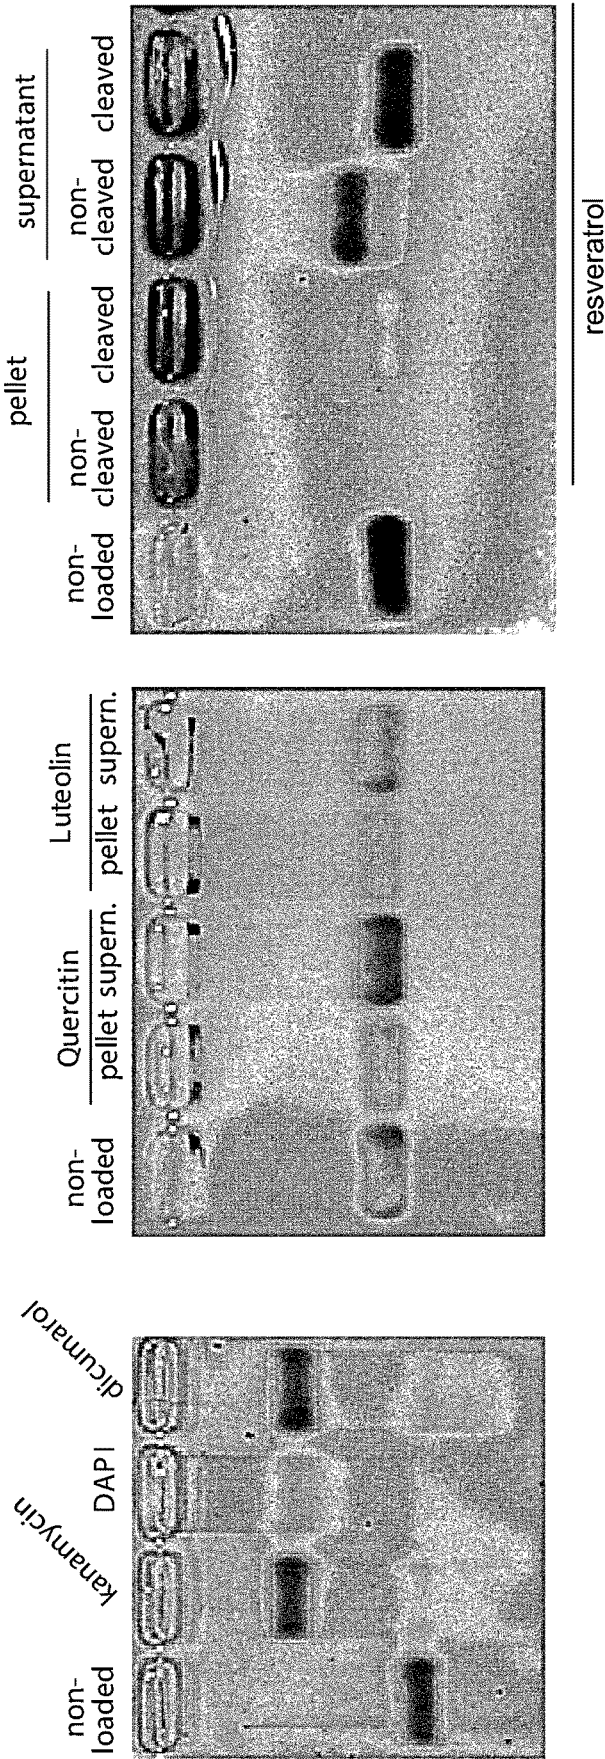 non-
loaded
kanamycin
DAPI
dicumarol
non-
loaded
Quercitin
pellet supern.
Luteolin
pellet supern.
non-
loaded
pellet
non-
cleaved
cleaved
supernatant
non-
cleaved
cleaved
resveratrol